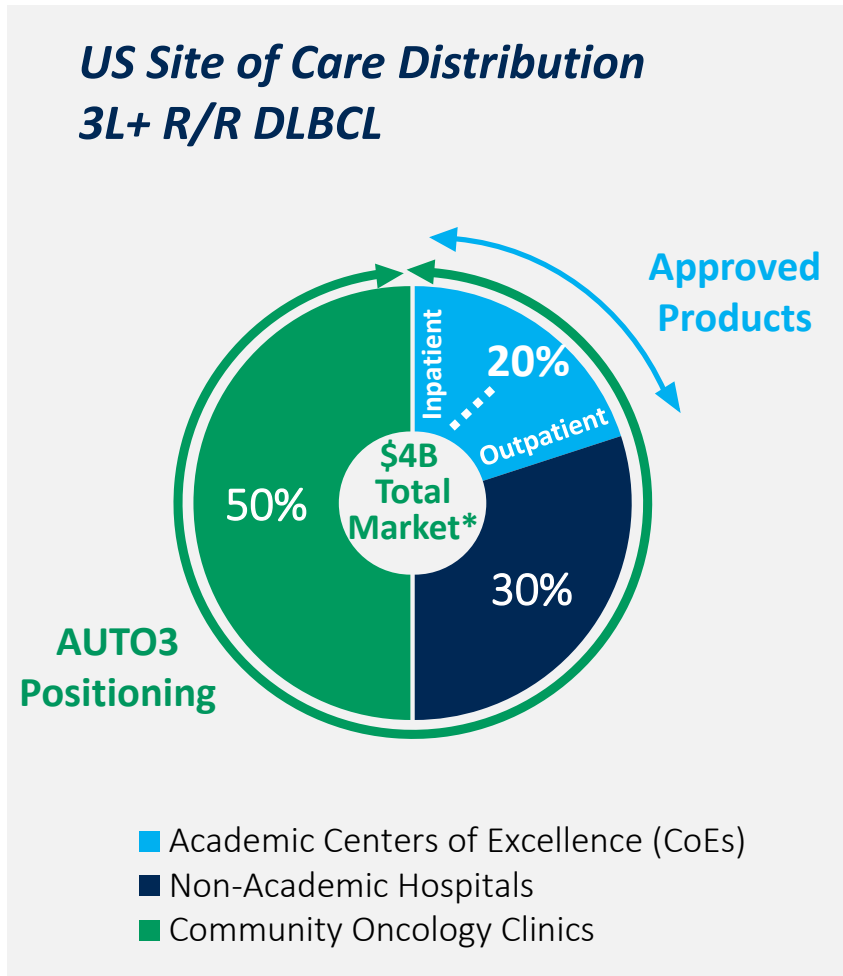 US Site of Care Distribution
3L+ R/R DLBCL
Approved
Products
Inpatient
20%
Outpatient
$4B
Total
Market*
50%
30%
AUTO3
Positioning
Academic Centers of Excellence (CoEs)
Non-Academic Hospitals
Community Oncology Clinics